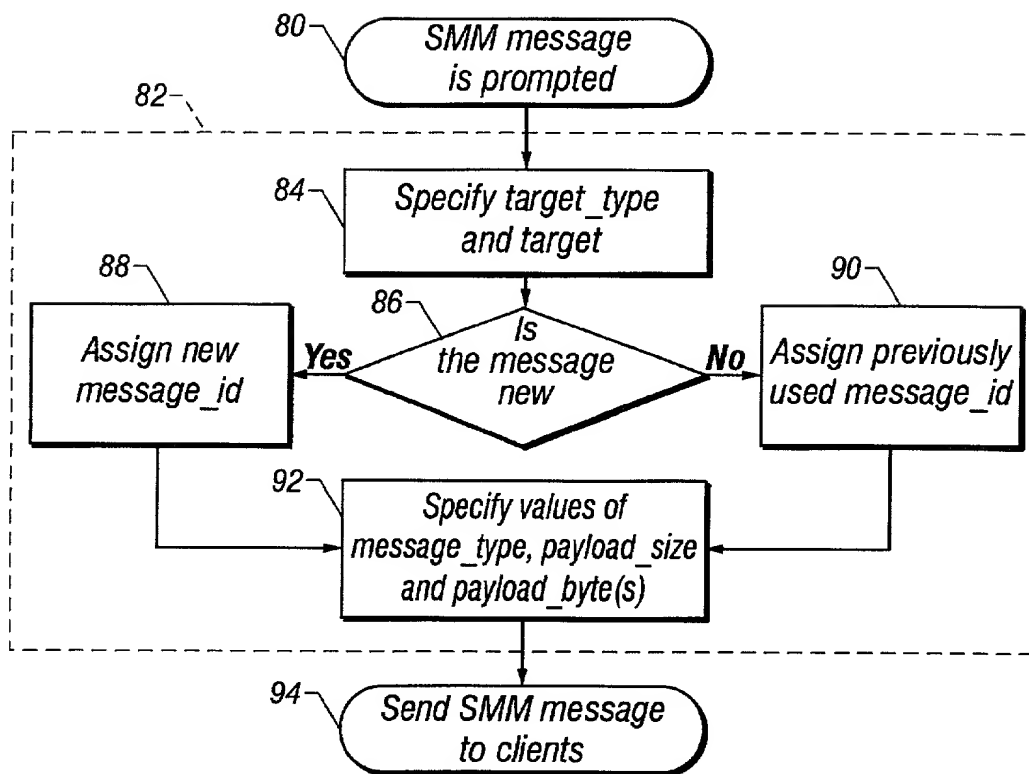 80
SMM message
is prompted
82
84
Specify target_type
and target
88
Assign new
message_id
86
Is
the message
new
Yes
No
90
Assign previously
used message_id
92
Specify values of
message_type, payload_size
and payload_byte(s)
94
Send SMM message
to clients